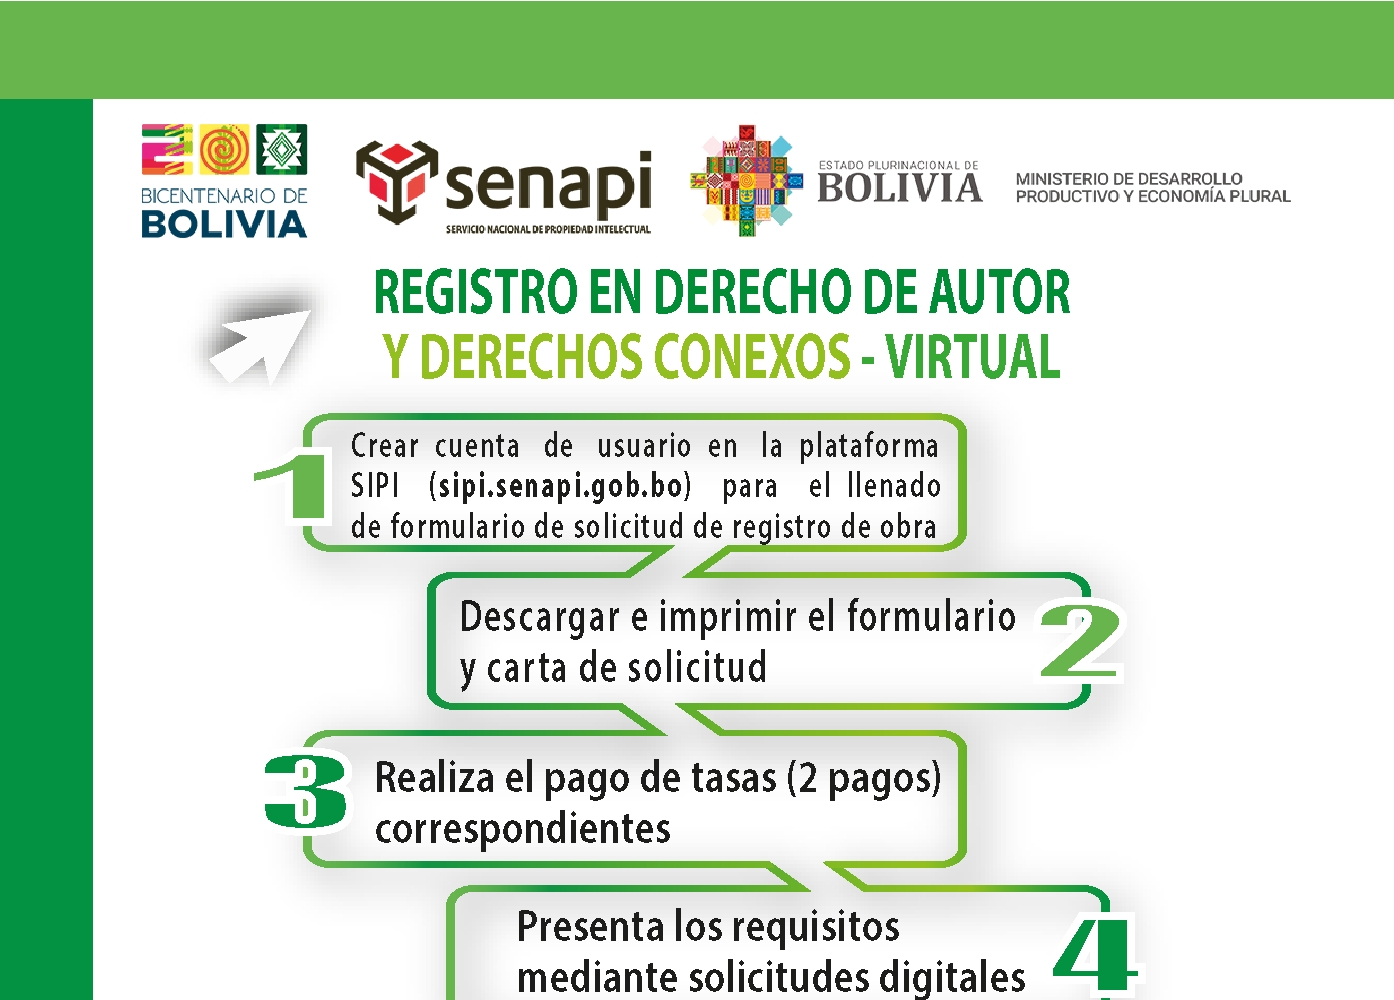 BICENTENARIO DE
BOLIVIA
senapi
SERVICIO NACIONAL DE PROPIEDAD INTELECTUAL
ESTADO PLURINACIONAL DE
BOLIVIA
MINISTERIO DE DESARROLLO
PRODUCTIVO Y ECONOMÍA PLURAL
REGISTRO EN DERECHO DE AUTOR
Y DERECHOS CONEXOS - VIRTUAL
1
Crear cuenta de usuario en la plataforma
SIPI (sipi.senapi.gob.bo) para el llenado
de formulario de solicitud de registro de obra
Descargar e imprimir el formulario
y carta de solicitud
2
3
Realiza el pago de tasas (2 pagos)
correspondientes
Presenta los requisitos
mediante solicitudes digitales
4